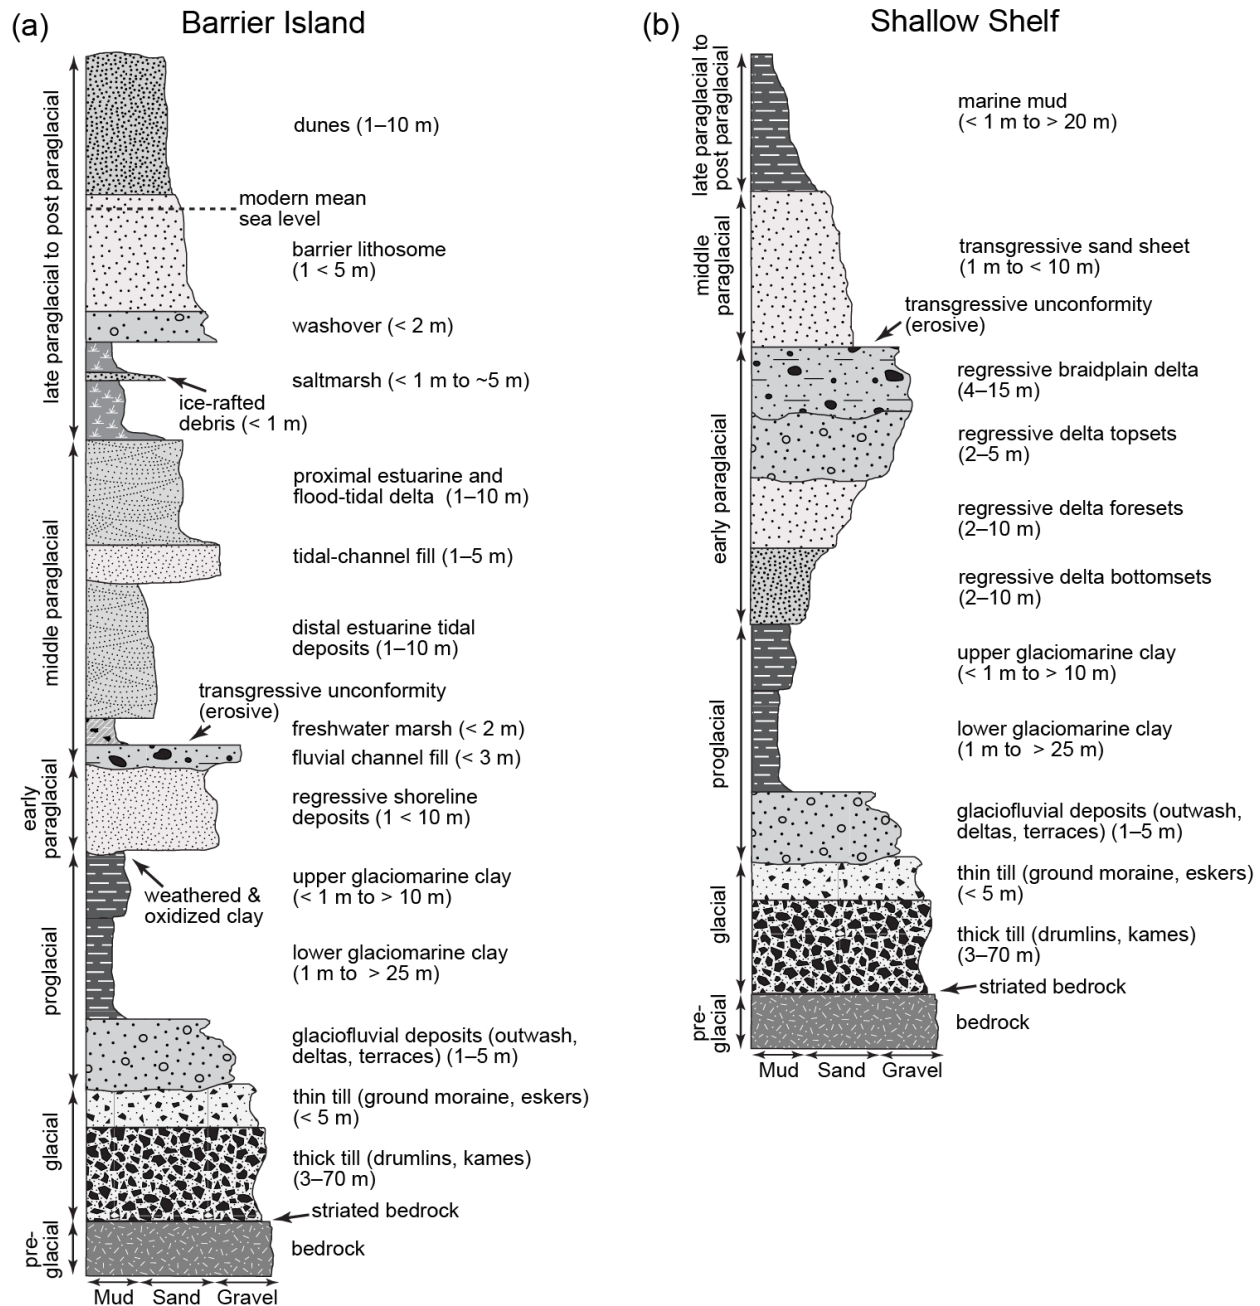 (a)
Barrier Island
late paraglacial to post paraglacial
dunes (1–10 m)
modern mean
sea level
barrier lithosome
(1 < 5 m)
washover (< 2 m)
saltmarsh (< 1 m to ~5 m)
ice-rafted
debris (< 1 m)
middle paraglacial
proximal estuarine and
flood-tidal delta (1–10 m)
tidal-channel fill (1–5 m)
distal estuarine tidal
deposits (1–10 m)
transgressive unconformity
(erosive)
freshwater marsh (< 2 m)
fluvial channel fill (< 3 m)
early
paraglacial
regressive shoreline
deposits (1 < 10 m)
weathered &
oxidized clay
proglacial
upper glaciomarine clay
(< 1 m to > 10 m)
lower glaciomarine clay
(1 m to > 25 m)
glaciofluvial deposits (outwash,
deltas, terraces) (1–5 m)
glacial
thin till (ground moraine, eskers)
(< 5 m)
thick till (drumlins, kames)
(3–70 m)
striated bedrock
pre-
glacial
bedrock
Mud Sand Gravel
(b)
Shallow Shelf
late paraglacial to
post paraglacial
marine mud
(< 1 m to > 20 m)
middle
paraglacial
transgressive sand sheet
(1 m to < 10 m)
transgressive unconformity
(erosive)
early paraglacial
regressive braidplain delta
(4–15 m)
regressive delta topsets
(2–5 m)
regressive delta foresets
(2–10 m)
regressive delta bottomsets
(2–10 m)
proglacial
upper glaciomarine clay
(< 1 m to > 10 m)
lower glaciomarine clay
(1 m to > 25 m)
glaciofluvial deposits (outwash,
deltas, terraces) (1–5 m)
glacial
thin till (ground moraine, eskers)
(< 5 m)
thick till (drumlins, kames)
(3–70 m)
striated bedrock
pre-
glacial
bedrock
Mud Sand Gravel